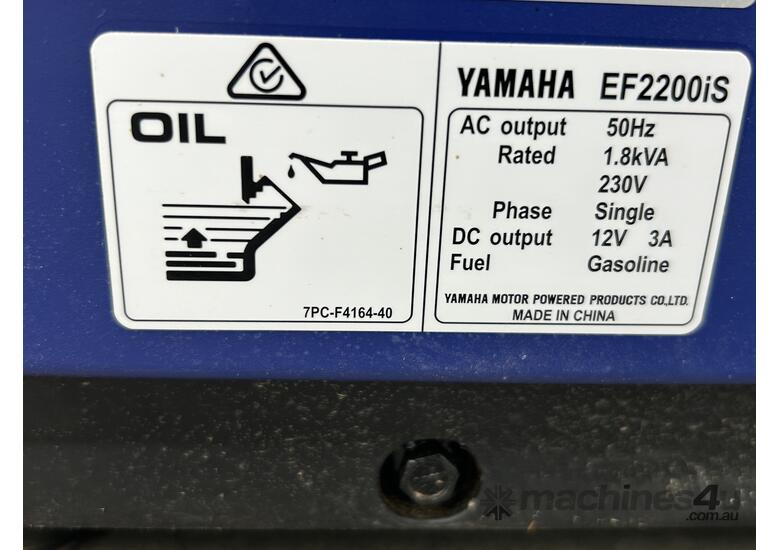 OIL
7PC-F4164-40
YAMAHA EF2200iS
AC output 50Hz
Rated 1.8kVA
230V
Phase Single
DC output 12V 3A
Fuel Gasoline
YAMAHA MOTOR POWERED PRODUCTS CO.,LTD.
MADE IN CHINA
machines4u
.com.au